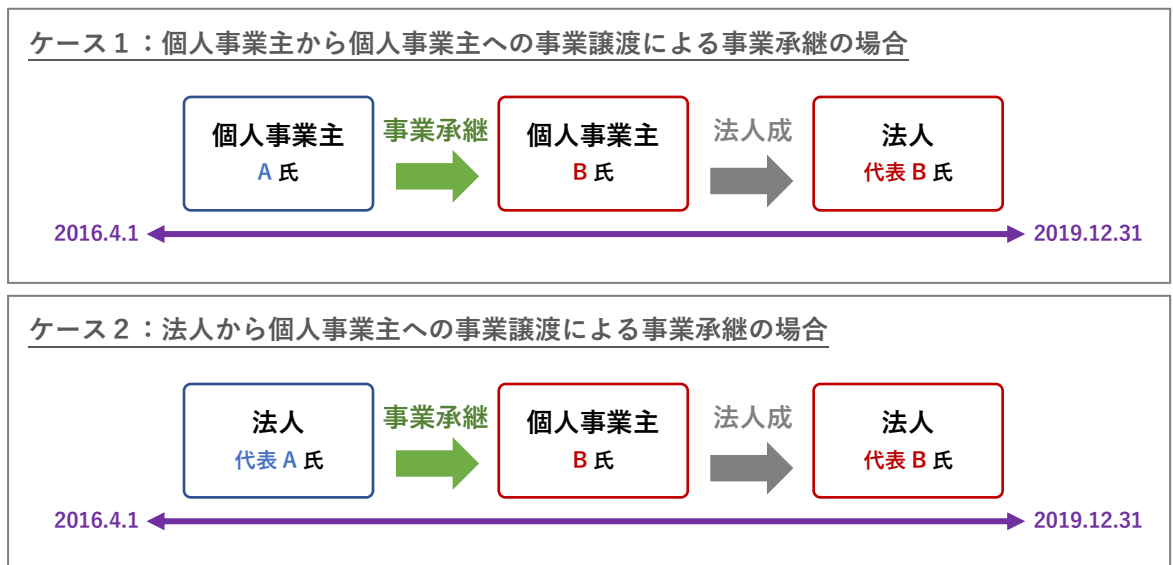 ケース１：個人事業主から個人事業主への事業譲渡による事業承継の場合
個人事業主
A 氏
事業承継
個人事業主
B 氏
法人成
法人
代表 B 氏
2016.4.1
2019.12.31
ケース２：法人から個人事業主への事業譲渡による事業承継の場合
法人
代表 A 氏
事業承継
個人事業主
B 氏
法人成
法人
代表 B 氏
2016.4.1
2019.12.31